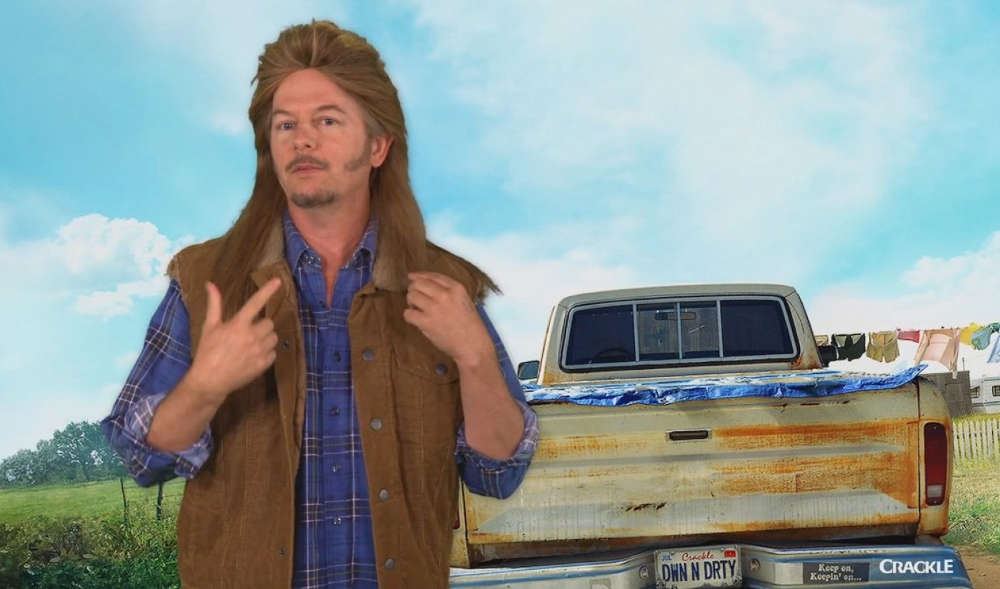 JUL Crackle
DWN N DRTY
Keep on,
Keepin' on...
CRACKLE